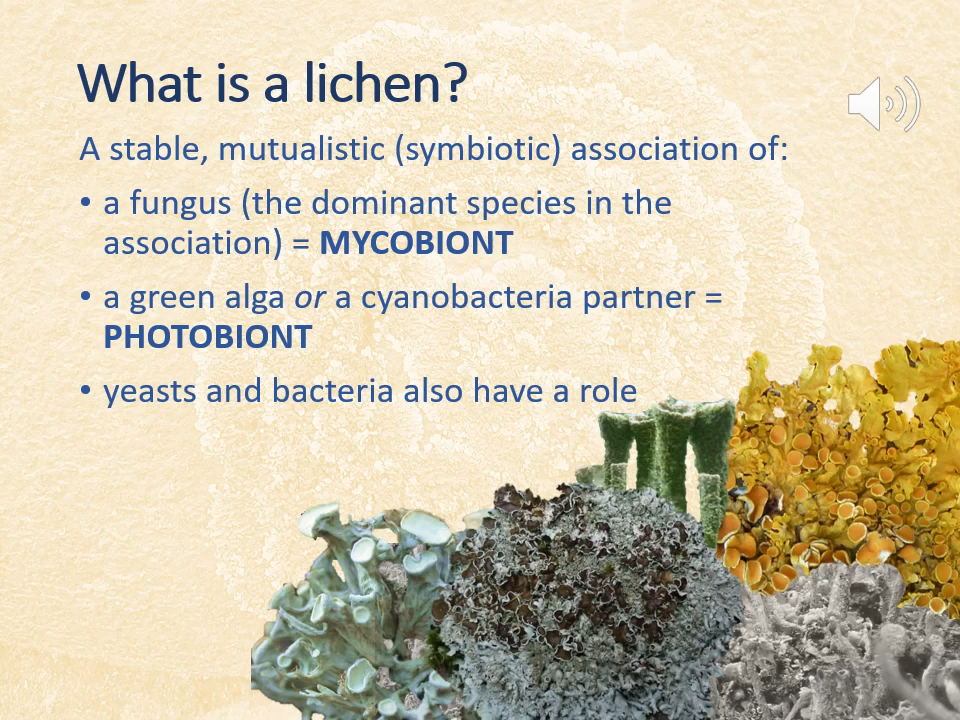 What is a lichen?
A stable, mutualistic (symbiotic) association of:
• a fungus (the dominant species in the
association) = MYCOBIONT
• a green alga or a cyanobacteria partner =
PHOTOBIONT
• yeasts and bacteria also have a role